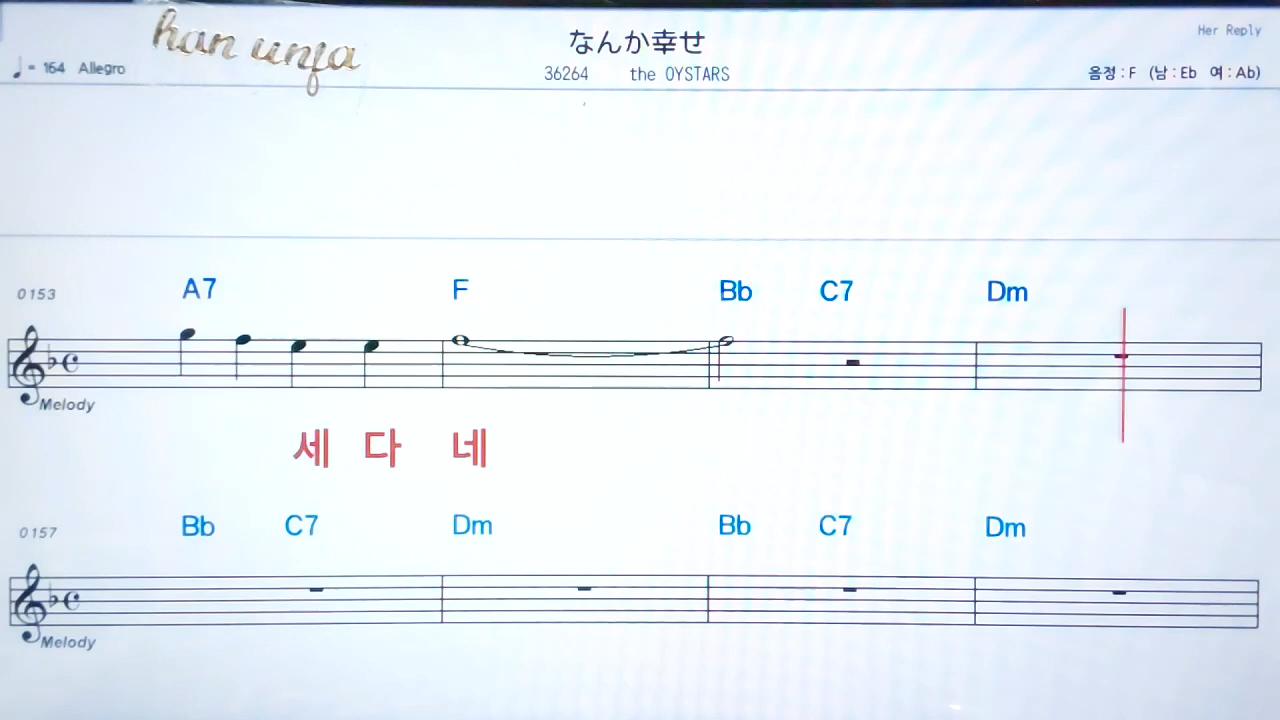 han unja
なんか幸せ
Her Reply
♩= 164 Allegro
36264 the OYSTARS
음정 : F (남 : Eb 여 : Ab)
0153 A7 F Bb C7 Dm
Melody
세 다 네
0157 Bb C7 Dm Bb C7 Dm
Melody